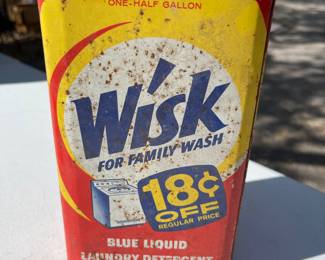 ONE-HALF GALLON
Wisk
FOR FAMILY WASH
18¢
OFF
REGULAR PRICE
BLUE LIQUID
LAUNDRY DETERGENT